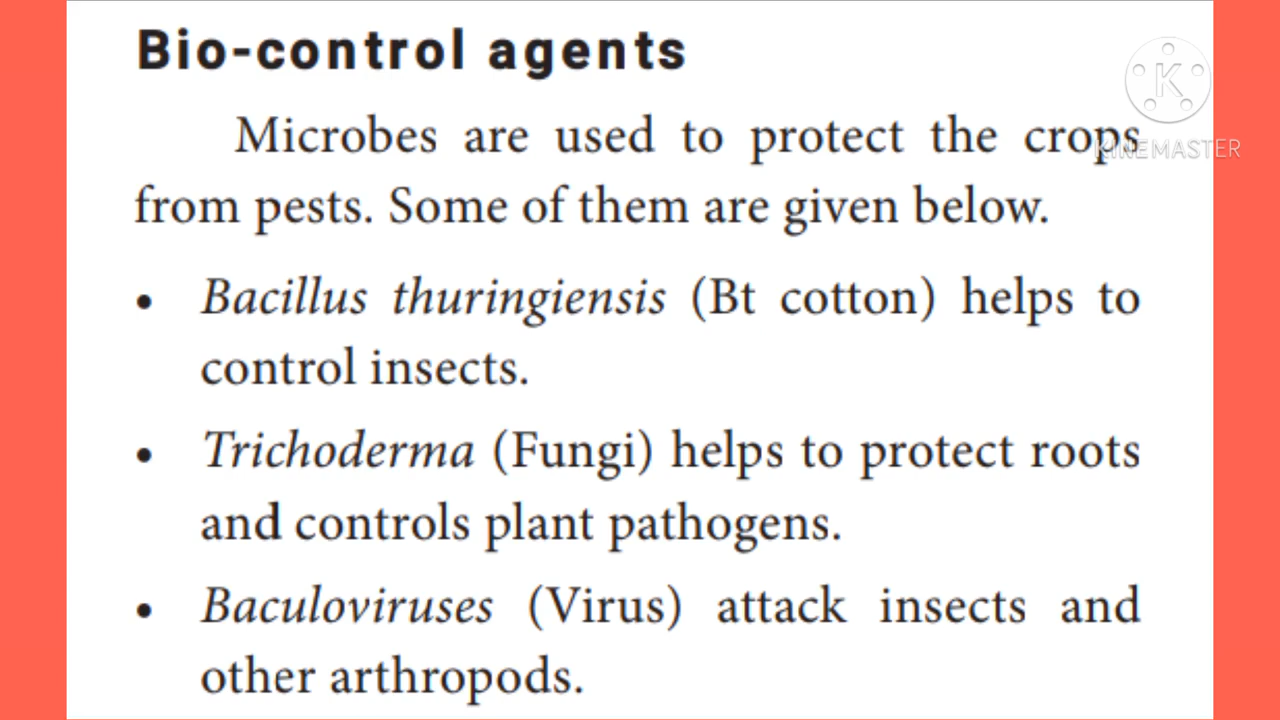 Bio-control agents
Microbes are used to protect the crops
from pests. Some of them are given below.
• Bacillus thuringiensis (Bt cotton) helps to
control insects.
• Trichoderma (Fungi) helps to protect roots
and controls plant pathogens.
• Baculoviruses (Virus) attack insects and
other arthropods.
K
KINEMASTER